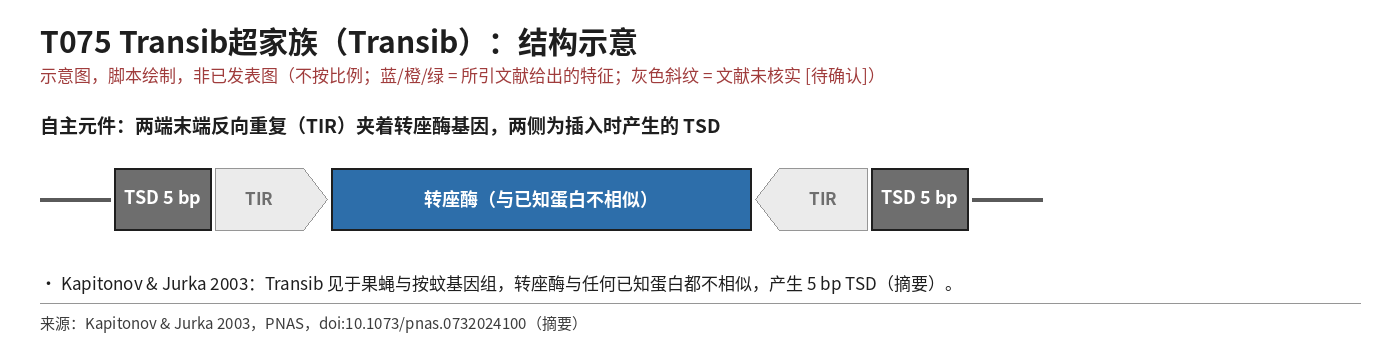 T075 Transib超家族（Transib）：结构示意
示意图，脚本绘制，非已发表图（不按比例；蓝/橙/绿 = 所引文献给出的特征；灰色斜纹 = 文献未核实 [待确认]）
自主元件：两端末端反向重复（TIR）夹着转座酶基因，两侧为插入时产生的 TSD
TSD 5 bp TIR 转座酶（与已知蛋白不相似） TIR TSD 5 bp
・ Kapitonov & Jurka 2003：Transib 见于果蝇与按蚊基因组，转座酶与任何已知蛋白都不相似，产生 5 bp TSD（摘要）。
来源：Kapitonov & Jurka 2003，PNAS，doi:10.1073/pnas.0732024100（摘要）